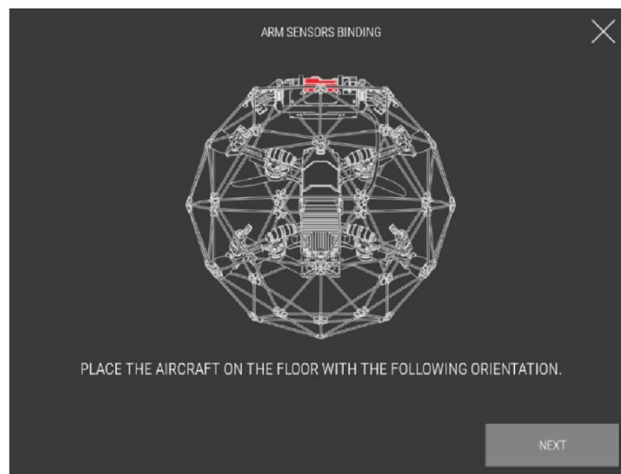 ARM SENSORS BINDING
PLACE THE AIRCRAFT ON THE FLOOR WITH THE FOLLOWING ORIENTATION.
NEXT